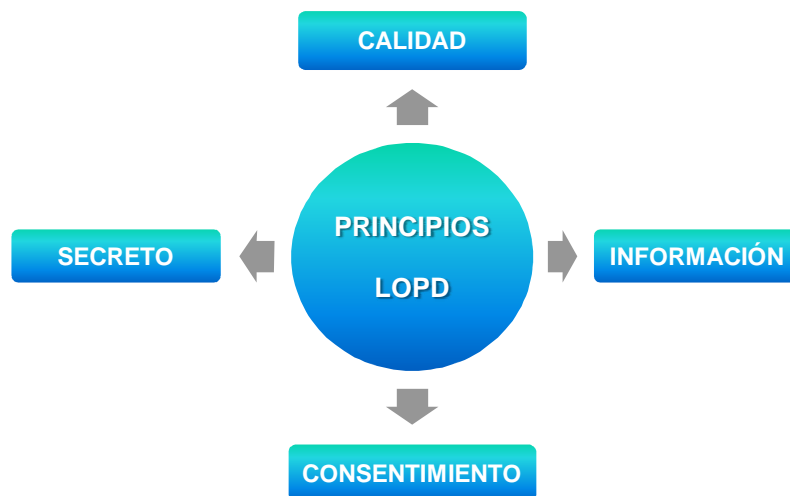 CALIDAD
PRINCIPIOS
LOPD
SECRETO
INFORMACIÓN
CONSENTIMIENTO